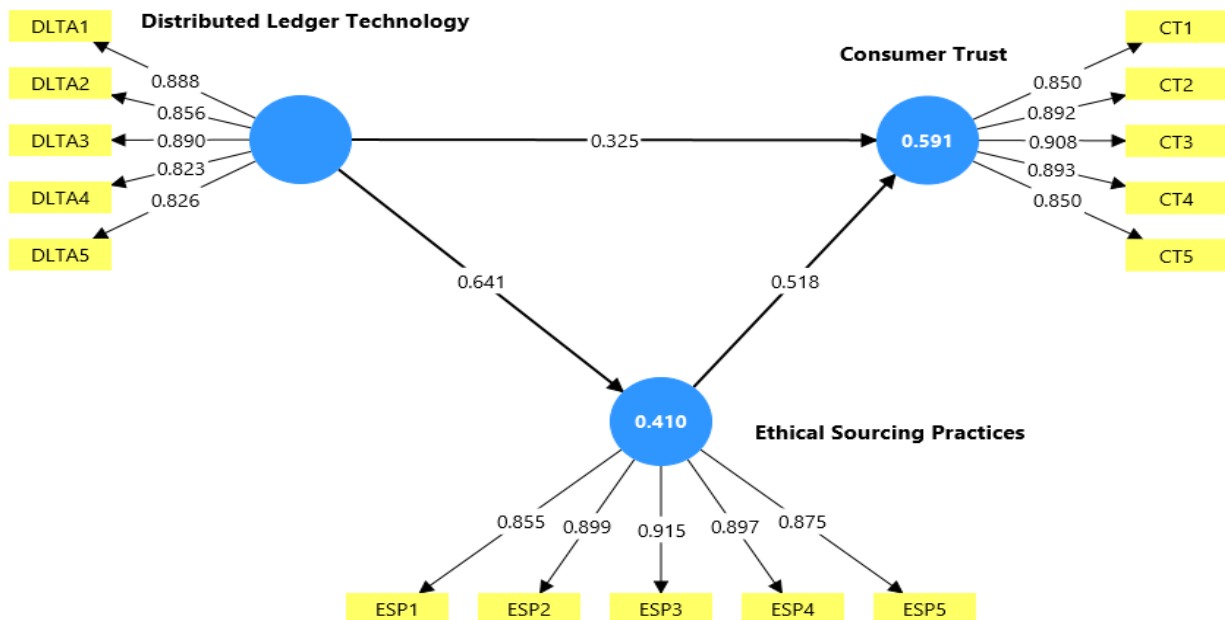 Distributed Ledger Technology
DLTA1
DLTA2
DLTA3
DLTA4
DLTA5
0.888
0.856
0.890
0.823
0.826
Consumer Trust
0.591
CT1
CT2
CT3
CT4
CT5
0.850
0.892
0.908
0.893
0.850
0.325
0.641
0.518
0.410
Ethical Sourcing Practices
0.855
0.899
0.915
0.897
0.875
ESP1
ESP2
ESP3
ESP4
ESP5